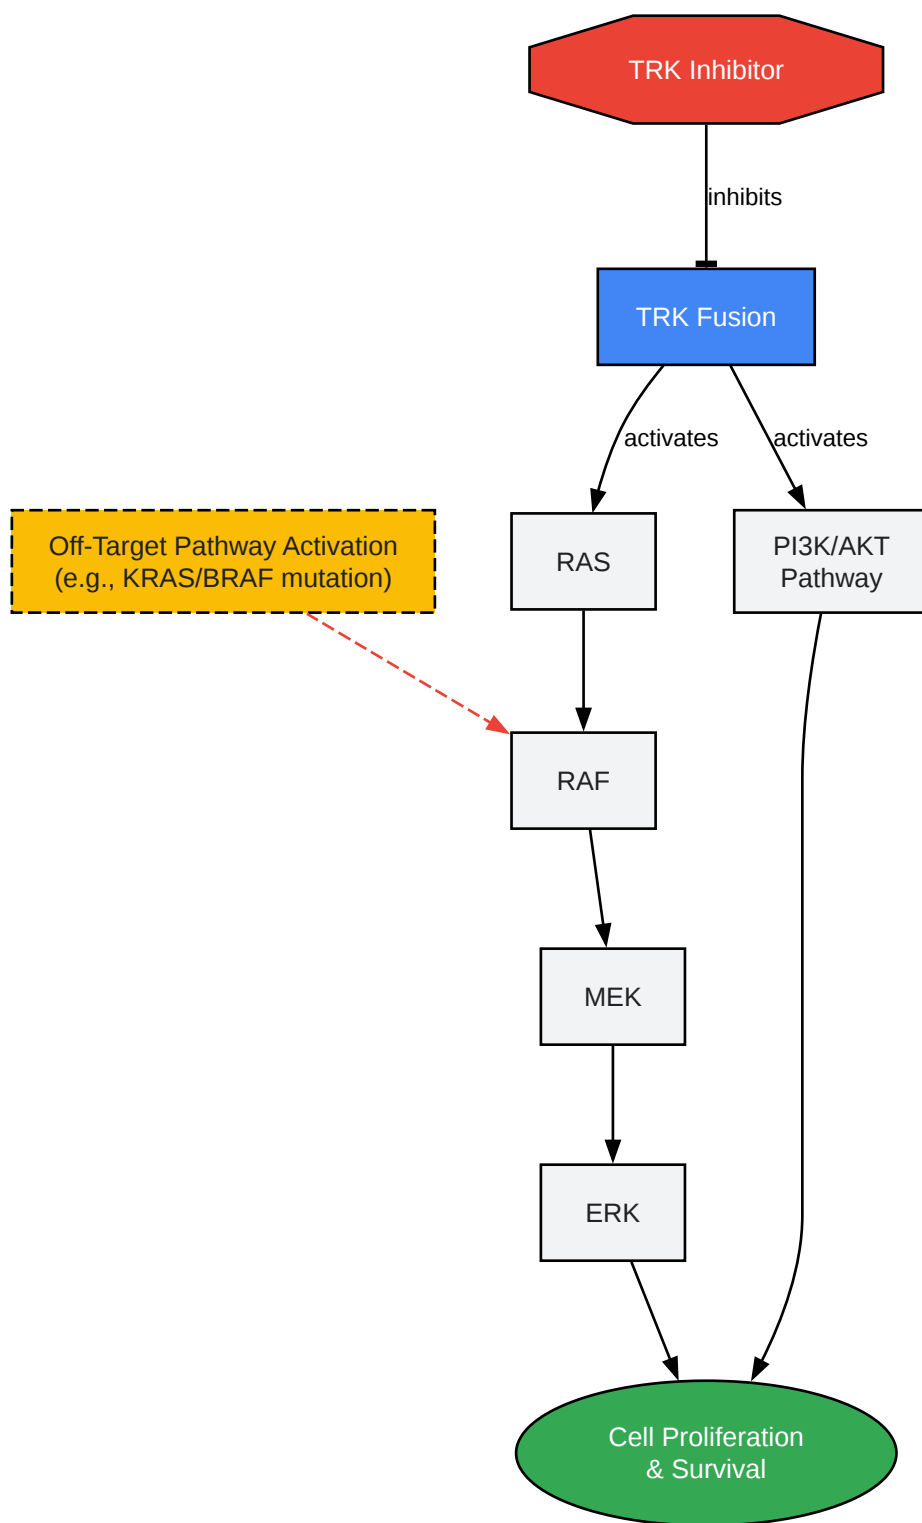 TRK Inhibitor
inhibits
TRK Fusion
activates
activates
Off-Target Pathway Activation
(e.g., KRAS/BRAF mutation)
RAS
PI3K/AKT
Pathway
RAF
MEK
ERK
Cell Proliferation
& Survival